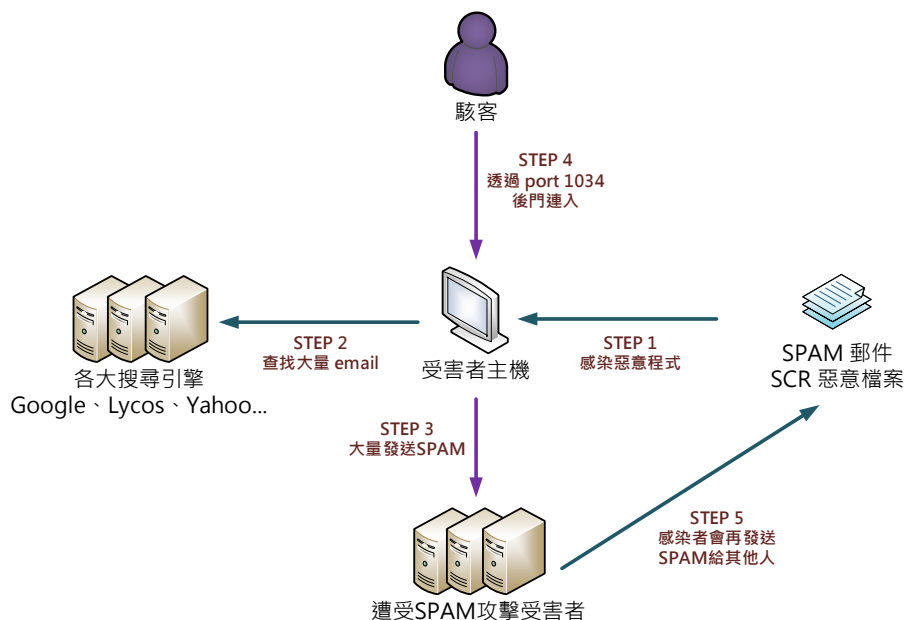 駭客
STEP 4
透過 port 1034
後門連入
各大搜尋引擎
Google、Lycos、Yahoo...
STEP 2
查找大量 email
受害者主機
STEP 1
感染惡意程式
SPAM 郵件
SCR 惡意檔案
STEP 3
大量發送SPAM
STEP 5
感染者會再發送
SPAM給其他人
遭受SPAM攻擊受害者